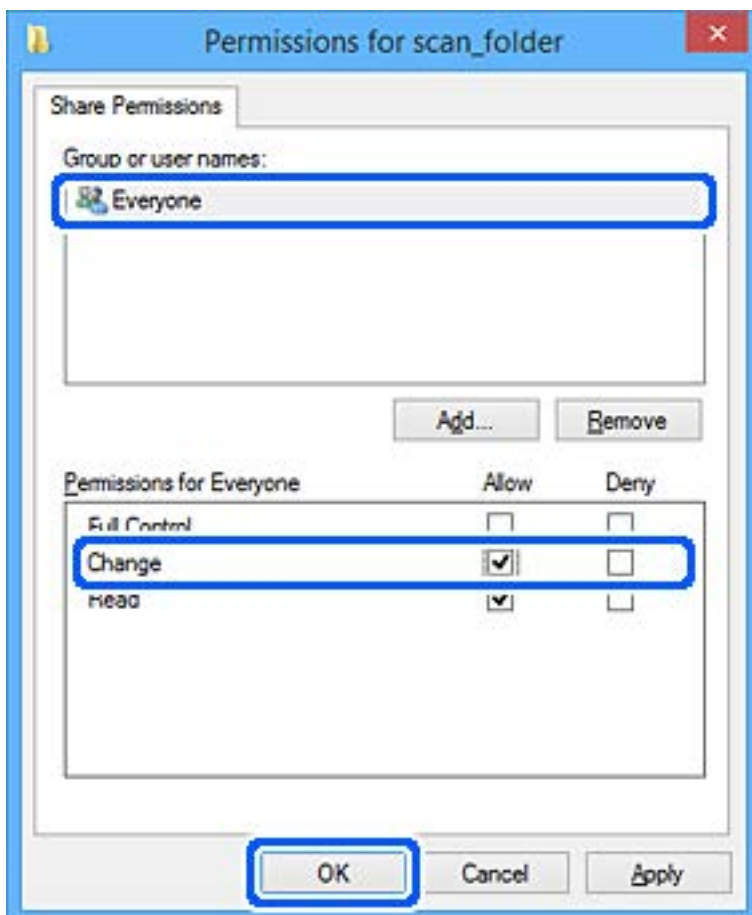 Permissions for scan_folder
Share Permissions
Group or user names:
Everyone
Add... Remove
Permissions for Everyone Allow Deny
Full Control
Change
Read
OK Cancel Apply